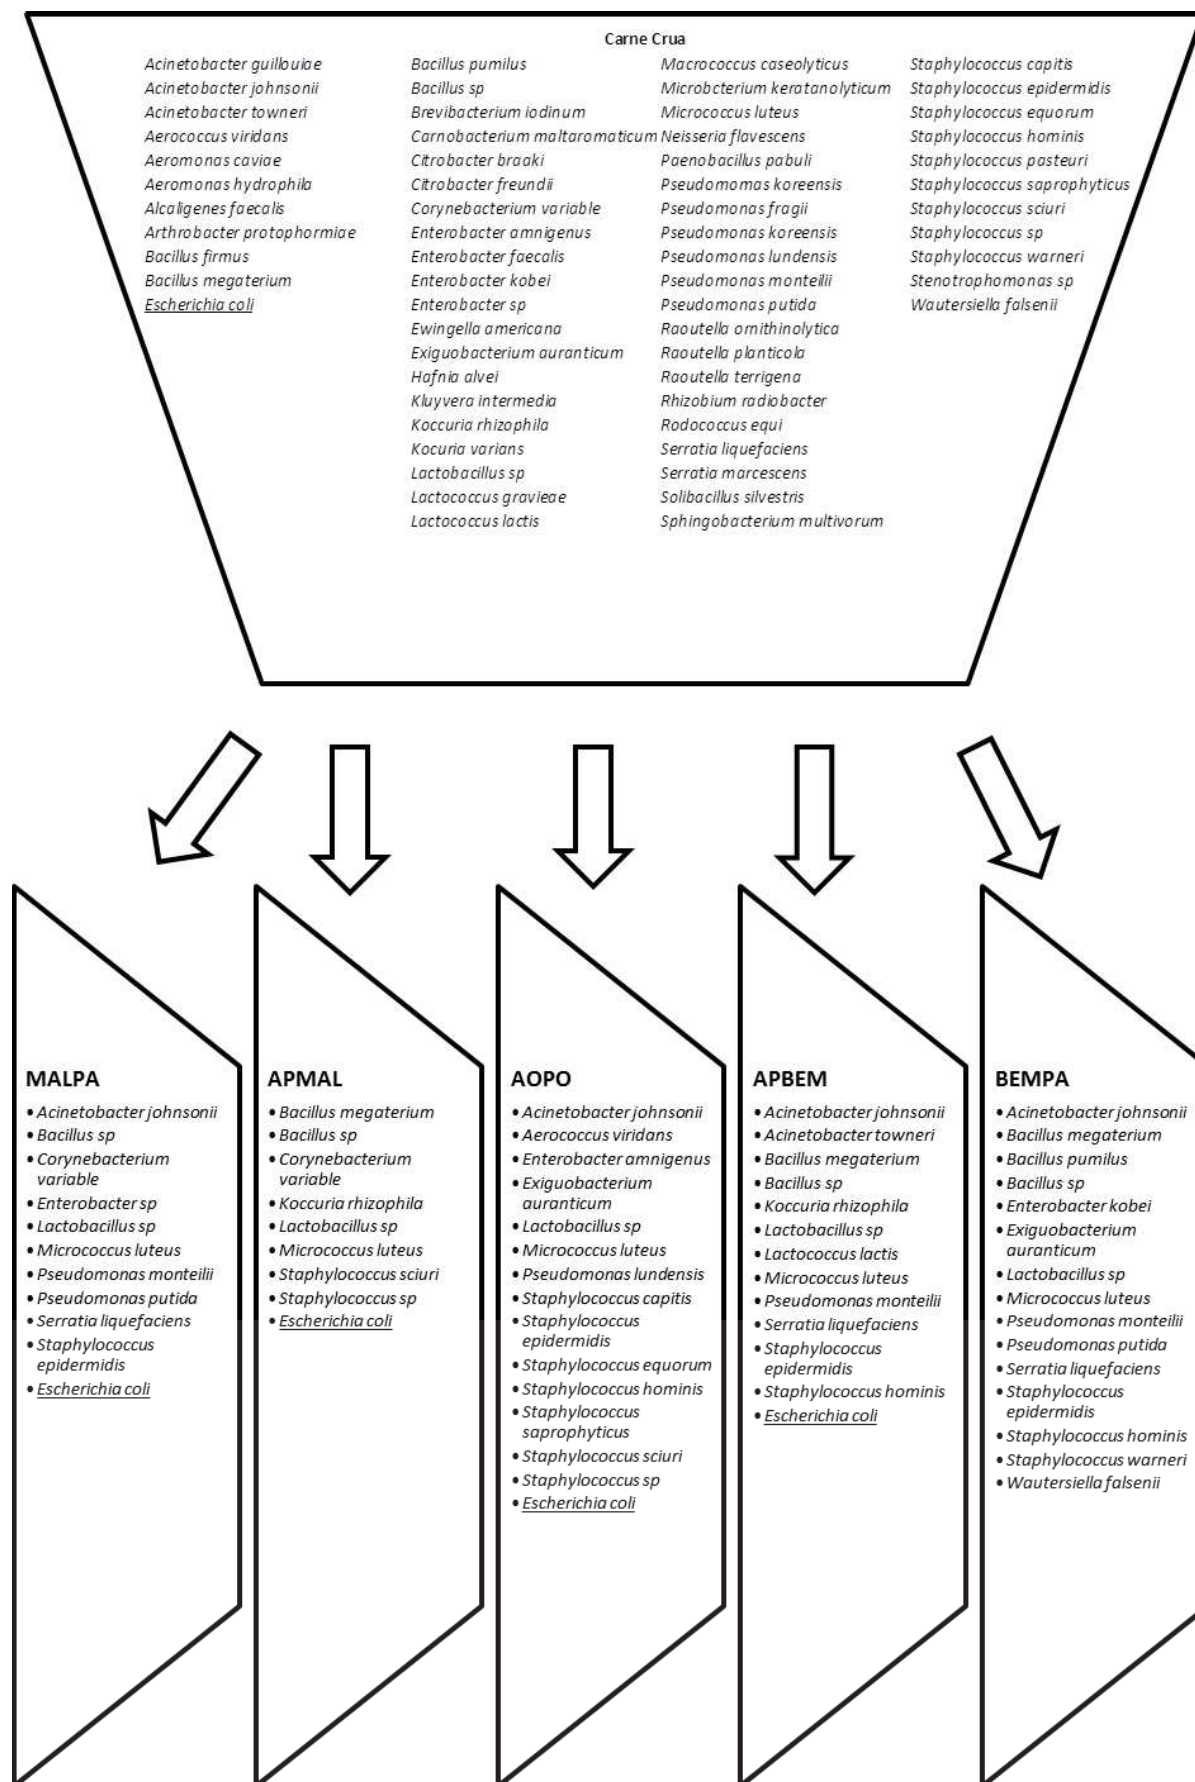 Carne Crua
Acinetobacter guillouiae
Acinetobacter johnsonii
Acinetobacter towneri
Aerococcus viridans
Aeromonas caviae
Aeromonas hydrophila
Alcaligenes faecalis
Arthrobacter protophormiae
Bacillus firmus
Bacillus megaterium
Escherichia coli
Bacillus pumilus
Bacillus sp
Brevibacterium iodinum
Carnobacterium maltaromaticum
Citrobacter braaki
Citrobacter freundii
Corynebacterium variable
Enterobacter amnigenus
Enterobacter faecalis
Enterobacter kobei
Enterobacter sp
Ewingella americana
Exiguobacterium auranticum
Hafnia alvei
Kluyvera intermedia
Koccuria rhizophila
Kocuria varians
Lactobacillus sp
Lactococcus gravieae
Lactococcus lactis
Macrococcus caseolyticus
Microbcterium keratanolyticum
Micrococcus luteus
Neisseria flavescens
Paenobacillus pabuli
Pseudomomas koreensis
Pseudomonas fragii
Pseudomonas koreensis
Pseudomonas lundensis
Pseudomonas monteilii
Pseudomonas putida
Raoutella ornithinolytica
Raoutella planticola
Raoutella terrigena
Rhizobium radiobacter
Rodococcus equi
Serratia liquefaciens
Serratia marcescens
Solibacillus silvestris
Sphingobacterium multivorum
Staphylococcus capitis
Staphylococcus epidermidis
Staphylococcus equorum
Staphylococcus hominis
Staphylococcus pasteuri
Staphylococcus saprophyticus
Staphylococcus sciuri
Staphylococcus sp
Staphylococcus warneri
Stenotrophomonas sp
Wautersiella falsenii
MALPA
• Acinetobacter johnsonii
• Bacillus sp
• Corynebacterium
variable
• Enterobacter sp
• Lactobacillus sp
• Micrococcus luteus
• Pseudomonas monteilii
• Pseudomonas putida
• Serratia liquefaciens
• Staphylococcus
epidermidis
• Escherichia coli
APMAL
• Bacillus megaterium
• Bacillus sp
• Corynebacterium
variable
• Koccuria rhizophila
• Lactobacillus sp
• Micrococcus luteus
• Staphylococcus sciuri
• Staphylococcus sp
• Escherichia coli
AOPO
• Acinetobacter johnsonii
• Aerococcus viridans
• Enterobacter amnigenus
• Exiguobacterium
auranticum
• Lactobacillus sp
• Micrococcus luteus
• Pseudomonas lundensis
• Staphylococcus capitis
• Staphylococcus
epidermidis
• Staphylococcus equorum
• Staphylococcus hominis
• Staphylococcus
saprophyticus
• Staphylococcus sciuri
• Staphylococcus sp
• Escherichia coli
APBEM
• Acinetobacter johnsonii
• Acinetobacter towneri
• Bacillus megaterium
• Bacillus sp
• Koccuria rhizophila
• Lactobacillus sp
• Lactococcus lactis
• Micrococcus luteus
• Pseudomonas monteilii
• Serratia liquefaciens
• Staphylococcus
epidermidis
• Staphylococcus hominis
• Escherichia coli
BEMPA
• Acinetobacter johnsonii
• Bacillus megaterium
• Bacillus pumilus
• Bacillus sp
• Enterobacter kobei
• Exiguobacterium
auranticum
• Lactobacillus sp
• Micrococcus luteus
• Pseudomonas monteilii
• Pseudomonas putida
• Serratia liquefaciens
• Staphylococcus
epidermidis
• Staphylococcus hominis
• Staphylococcus warneri
• Wautersiella falsenii